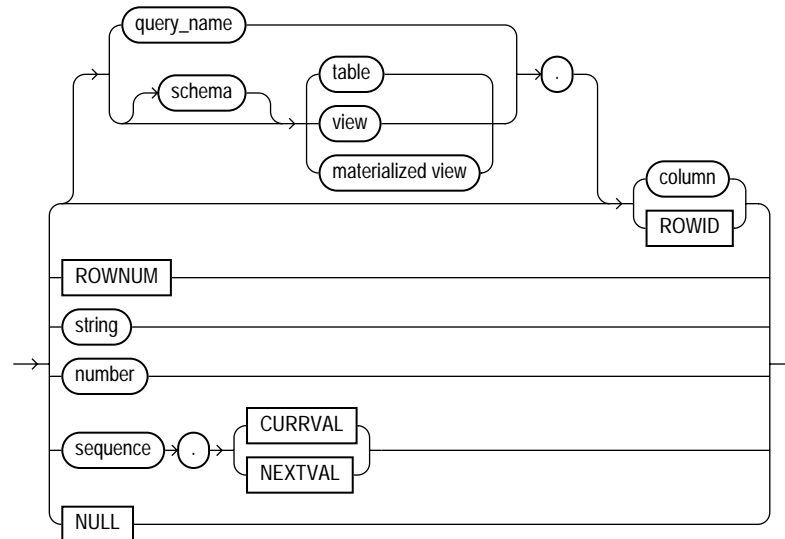 query_name
schema
table
.
view
materialized view
column
ROWID
ROWNUM
string
number
sequence . CURRVAL
NEXTVAL
NULL